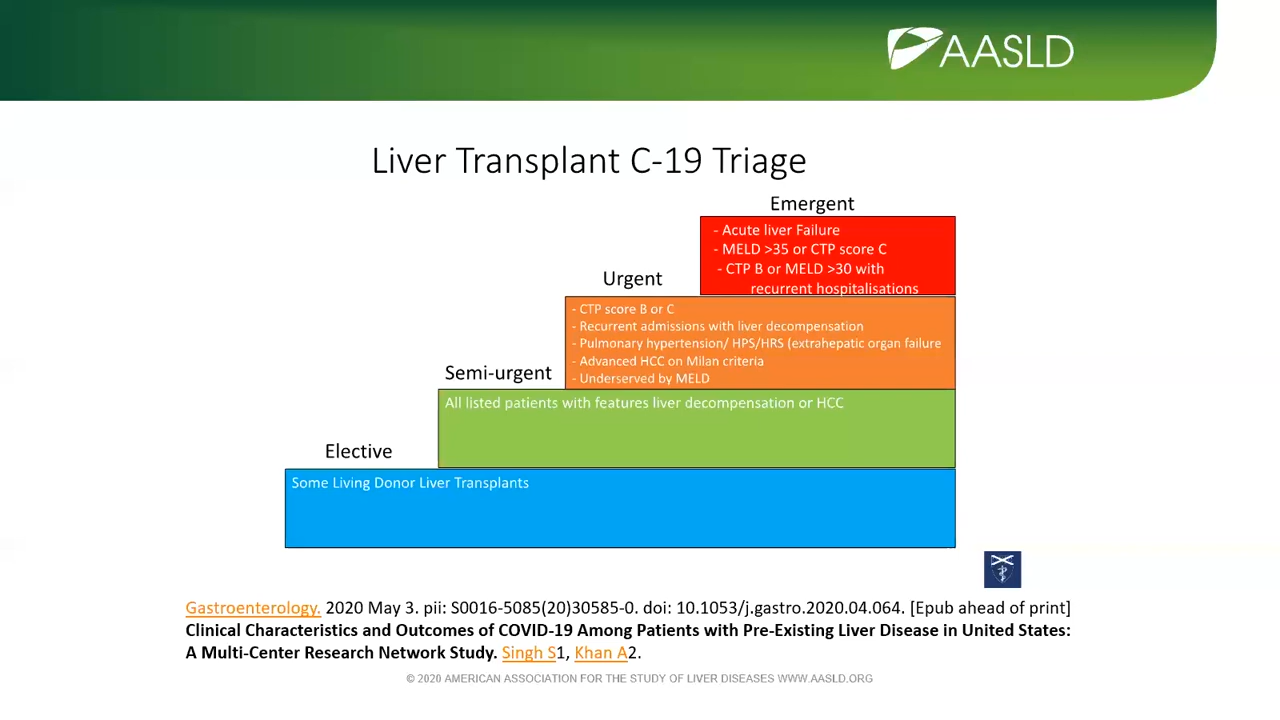 AASLD
Liver Transplant C-19 Triage
Emergent
- Acute liver Failure
- MELD >35 or CTP score C
- CTP B or MELD >30 with
recurrent hospitalisations
Urgent
- CTP score B or C
- Recurrent admissions with liver decompensation
- Pulmonary hypertension/ HPS/HRS (extrahepatic organ failure
- Advanced HCC on Milan criteria
- Underserved by MELD
Semi-urgent
All listed patients with features liver decompensation or HCC
Elective
Some Living Donor Liver Transplants
Gastroenterology. 2020 May 3. pii: S0016-5085(20)30585-0. doi: 10.1053/j.gastro.2020.04.064. [Epub ahead of print]
Clinical Characteristics and Outcomes of COVID-19 Among Patients with Pre-Existing Liver Disease in United States:
A Multi-Center Research Network Study. Singh S1, Khan A2.
© 2020 AMERICAN ASSOCIATION FOR THE STUDY OF LIVER DISEASES WWW.AASLD.ORG